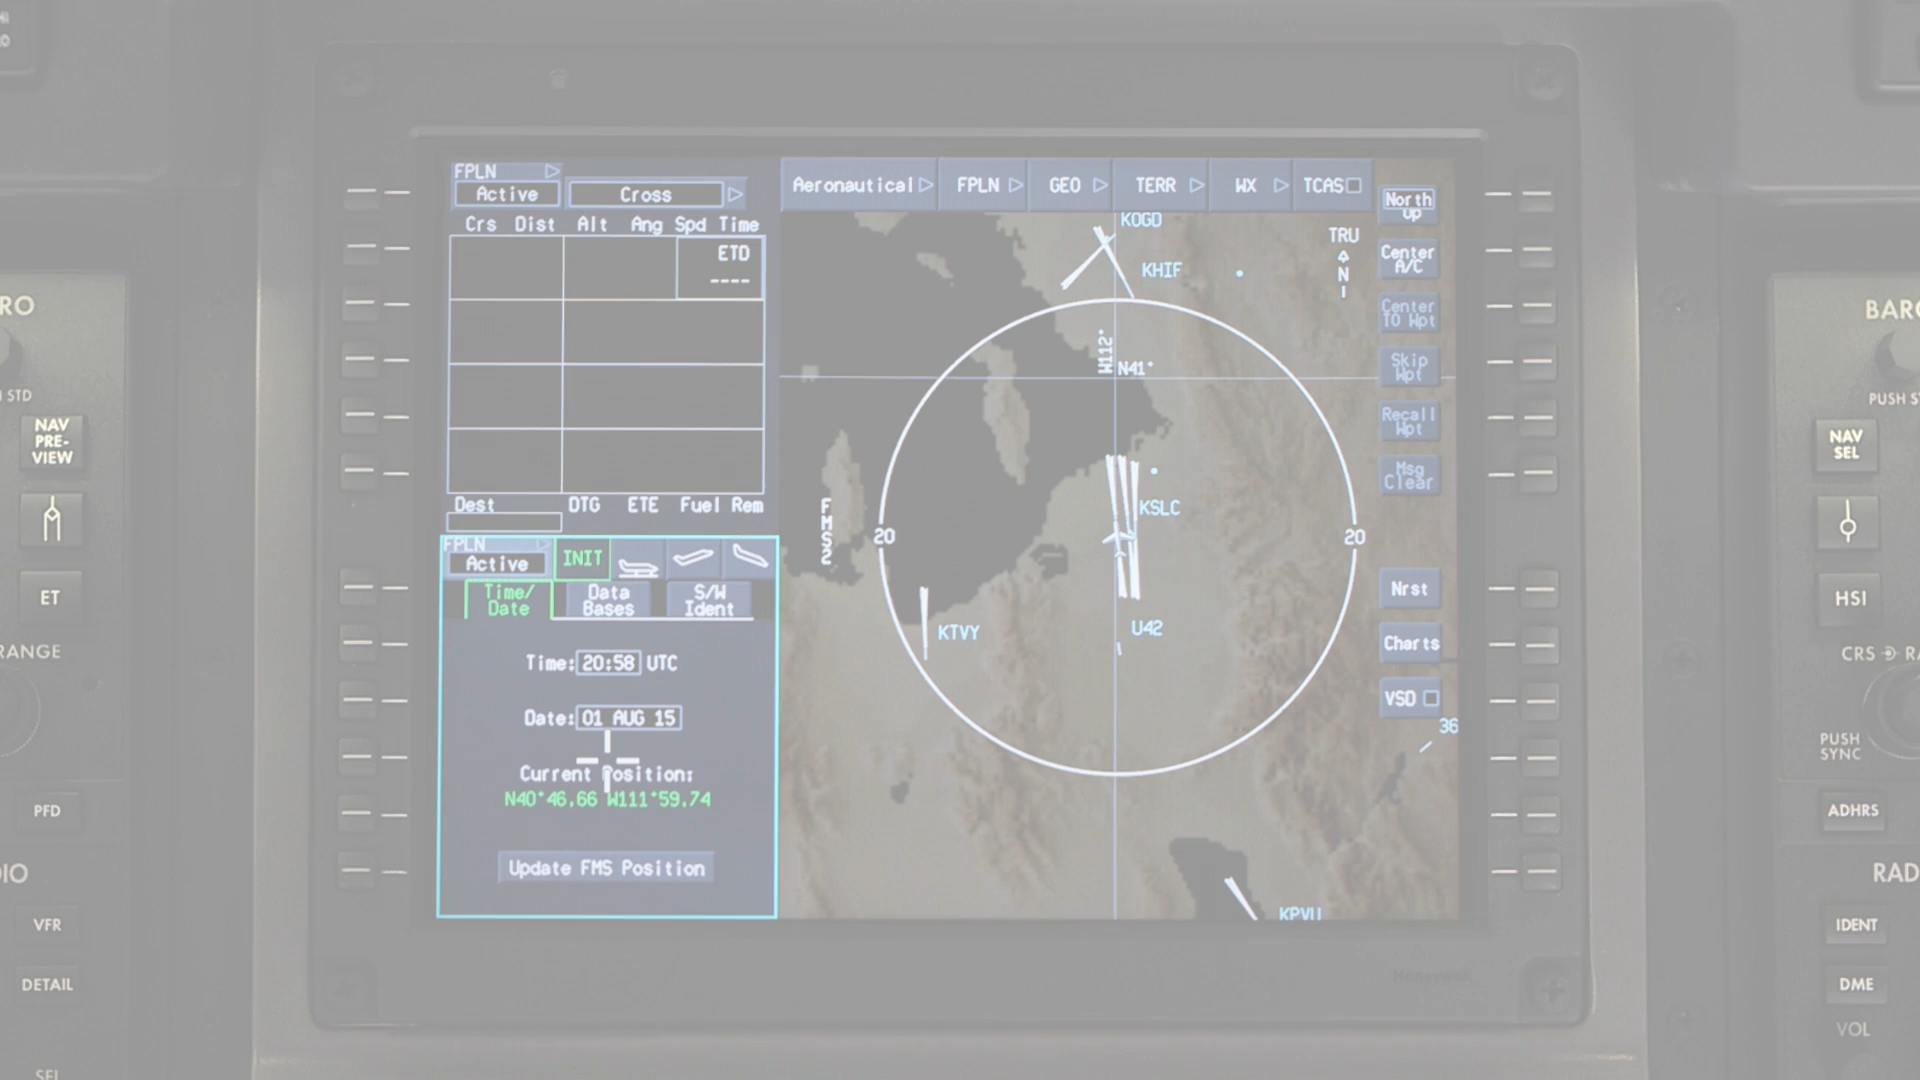 FPLN
Active
Cross
Crs Dist Alt Ang Spd Time
ETD
----
Dest DTG ETE Fuel Rem
FPLN
Active
INIT
Time/
Date
Data
Bases
S/W
Ident
Time: 20:58 UTC
Date: 01 AUG 15
Current Position:
N40°46.66 W111°59.74
Update FMS Position
Aeronautical
FPLN
GEO
TERR
WX
TCAS
KOGD
KHIF
TRU
N
W112°
N41°
FMS2
20
20
KSLC
KTVY
U42
36
KPVU
North
Up
Center
A/C
Center
TO Wpt
Skip
Wpt
Recall
Wpt
Msg
Clear
Nrst
Charts
VSD
Honeywell
RO
STD
NAV
PRE-
VIEW
ET
RANGE
PFD
IO
VFR
DETAIL
SEL
BARO
PUSH ST
NAV
SEL
HSI
CRS
RA
PUSH
SYNC
ADHRS
RAD
IDENT
DME
VOL